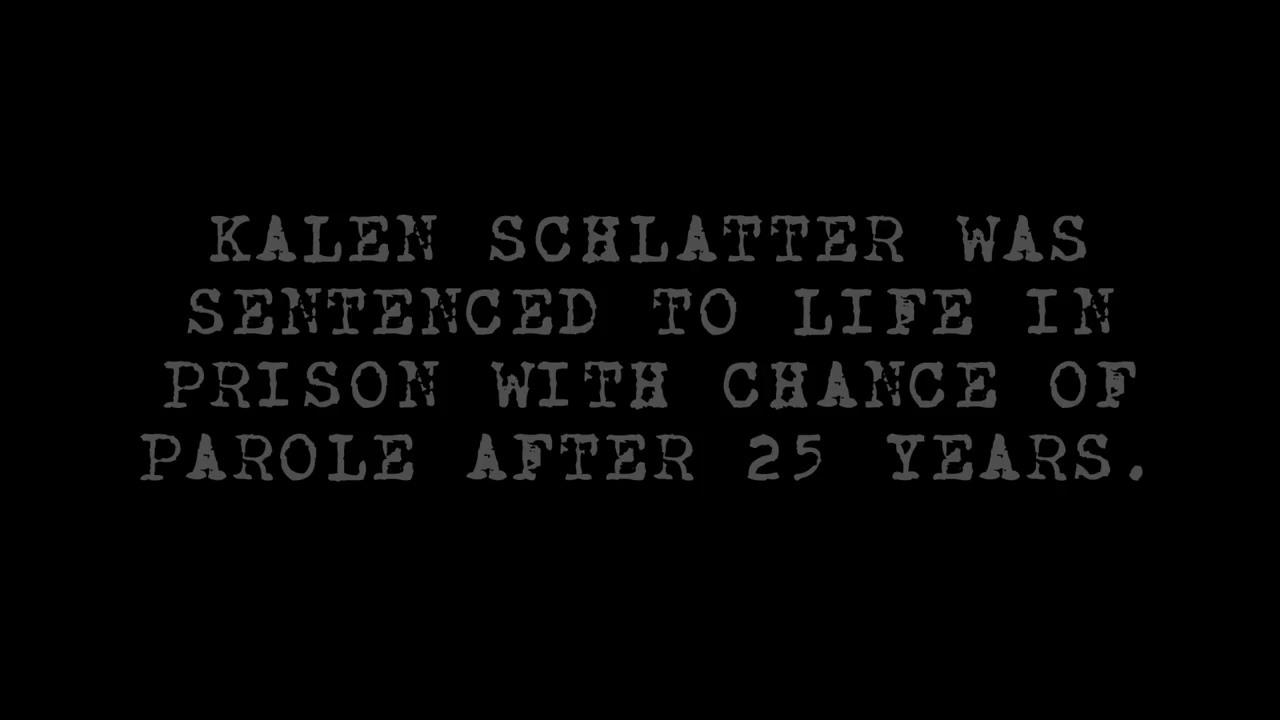 KALEN SCHLATTER WAS
SENTENCED TO LIFE IN
PRISON WITH CHANCE OF
PAROLE AFTER 25 YEARS.